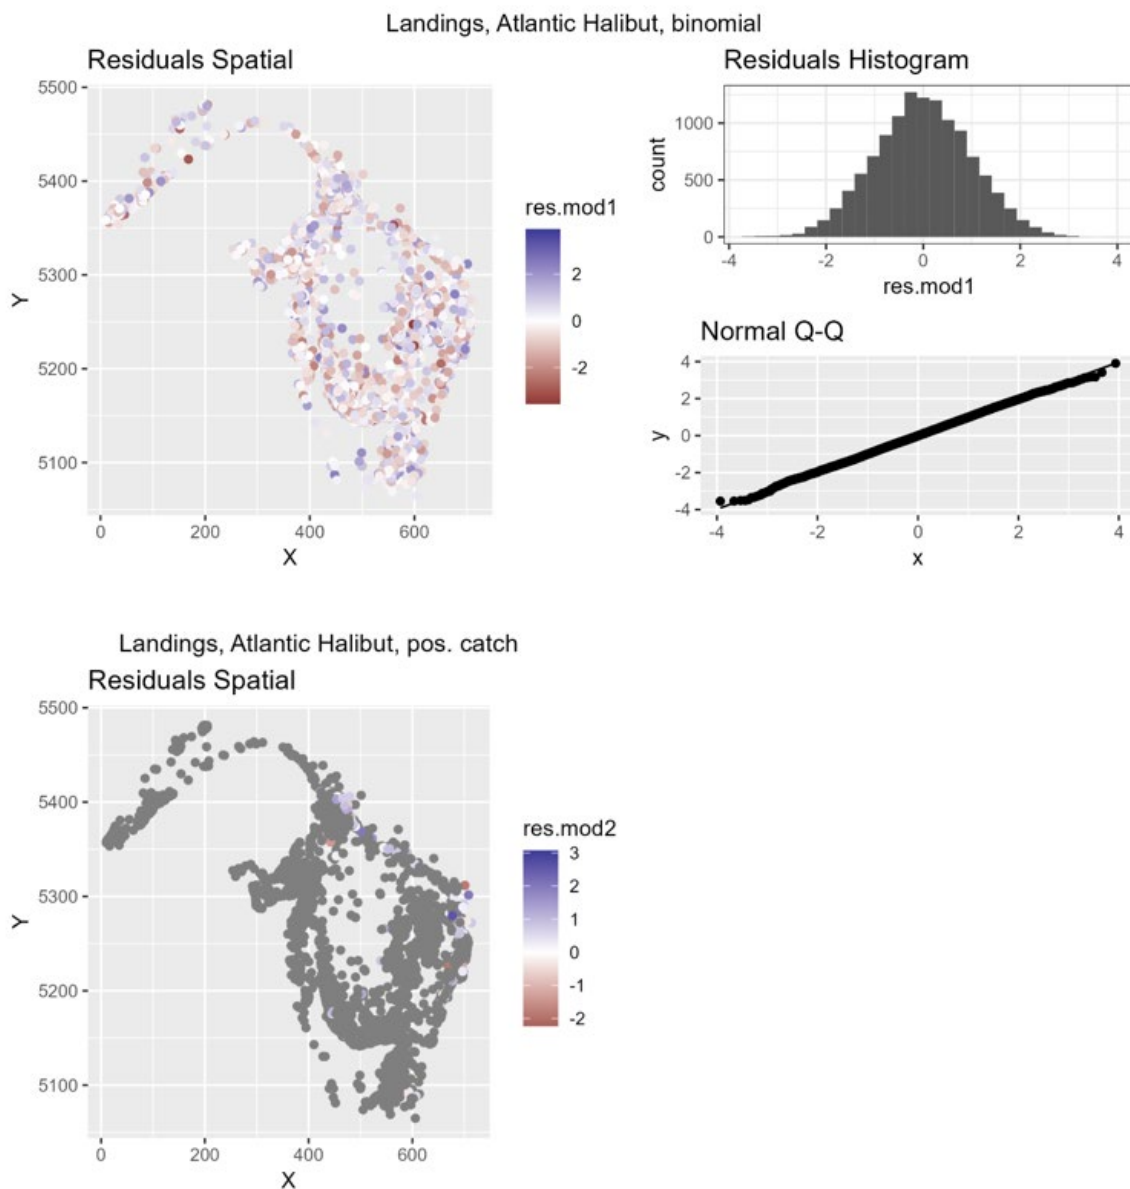 Landings, Atlantic Halibut, binomial
Residuals Spatial
5500
5400
5300
5200
5100
Y
0 200 400 600
X
res.mod1
2
0
-2
Residuals Histogram
1000
500
0
count
-4 -2 0 2 4
res.mod1
Normal Q-Q
4
2
0
-2
-4
y
-4 -2 0 2 4
x
Landings, Atlantic Halibut, pos. catch
Residuals Spatial
5500
5400
5300
5200
5100
Y
0 200 400 600
X
res.mod2
3
2
1
0
-1
-2